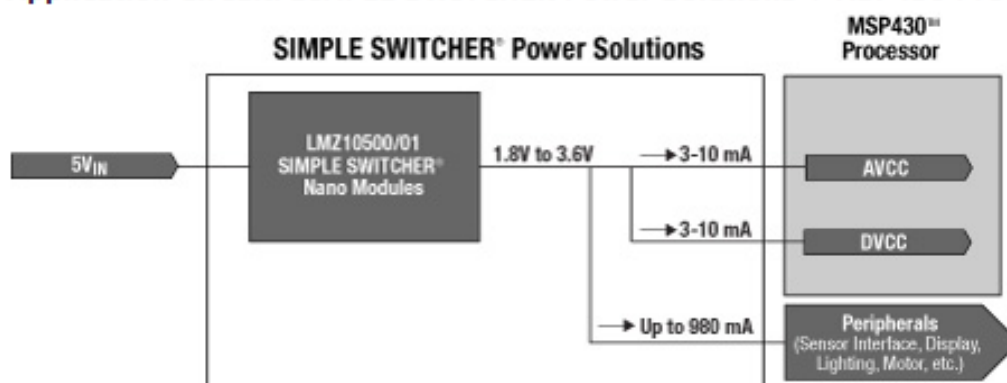 SIMPLE SWITCHER® Power Solutions
MSP430™
Processor
LMZ10500/01
SIMPLE SWITCHER®
Nano Modules
5VIN
1.8V to 3.6V
3-10 mA
AVCC
3-10 mA
DVCC
Up to 980 mA
Peripherals
(Sensor Interface, Display,
Lighting, Motor, etc.)